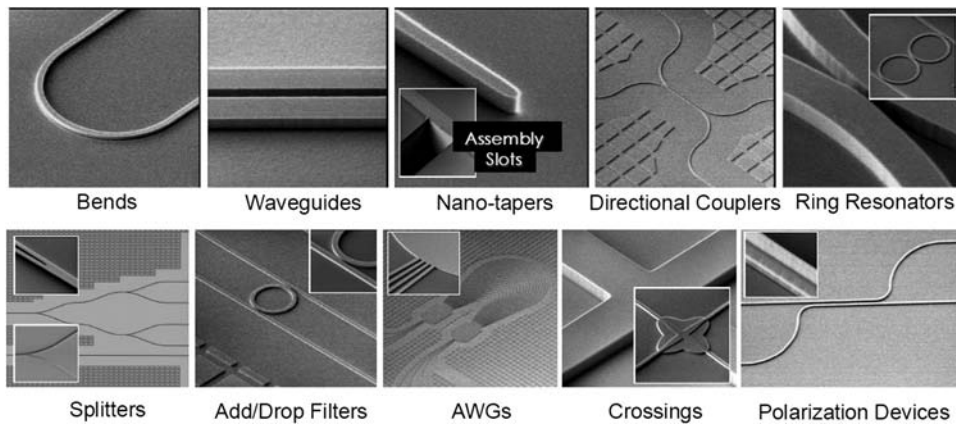 Assembly
Slots
Bends
Waveguides
Nano-tapers
Directional Couplers
Ring Resonators
Splitters
Add/Drop Filters
AWGs
Crossings
Polarization Devices